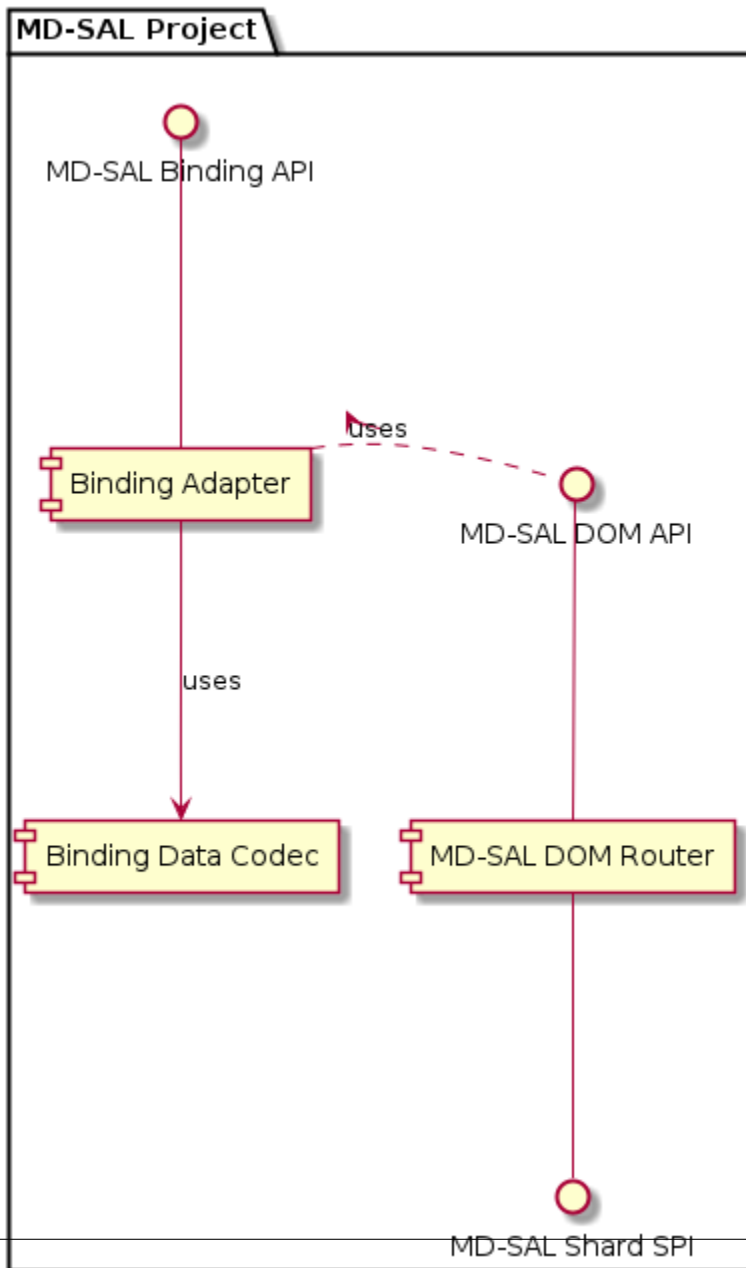 MD-SAL Project
MD-SAL Binding API
uses
Binding Adapter
MD-SAL DOM API
uses
Binding Data Codec
MD-SAL DOM Router
MD-SAL Shard SPI